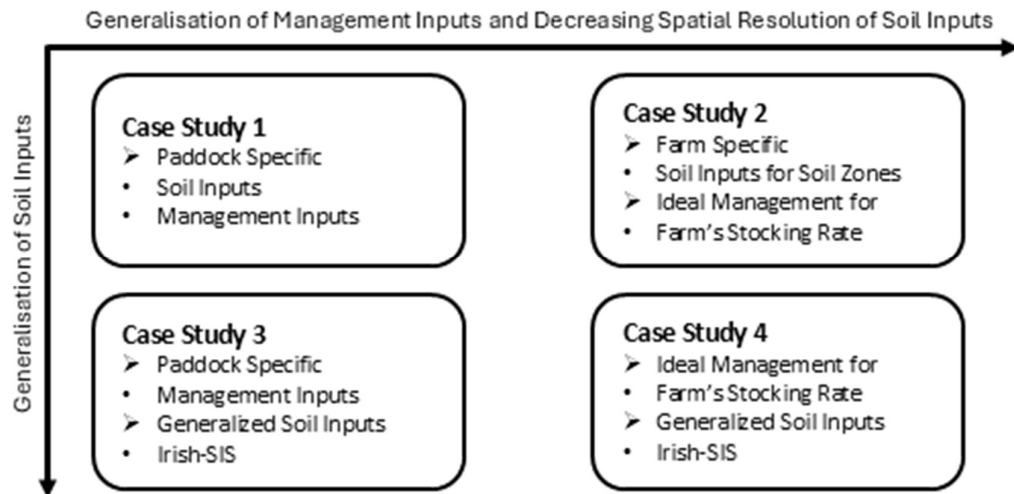 Generalisation of Management Inputs and Decreasing Spatial Resolution of Soil Inputs
Generalisation of Soil Inputs
Case Study 1
➢ Paddock Specific
• Soil Inputs
• Management Inputs
Case Study 2
➢ Farm Specific
• Soil Inputs for Soil Zones
➢ Ideal Management for
• Farm's Stocking Rate
Case Study 3
➢ Paddock Specific
• Management Inputs
➢ Generalized Soil Inputs
• Irish-SIS
Case Study 4
➢ Ideal Management for
• Farm's Stocking Rate
➢ Generalized Soil Inputs
• Irish-SIS